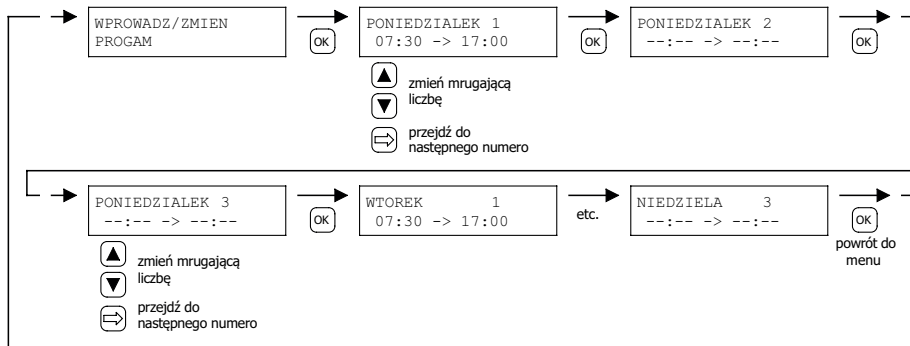 WPROWADZ/ZMIEN
PROGAM
OK
PONIEDZIALEK 1
07:30 -> 17:00
OK
PONIEDZIALEK 2
--:-- -> --:--
OK
zmień mrugającą
liczbę
przejdź do
następnego numero
PONIEDZIALEK 3
--:-- -> --:--
OK
WTOREK 1
07:30 -> 17:00
etc.
NIEDZIELA 3
--:-- -> --:--
OK
powrót do
menu
zmień mrugającą
liczbę
przejdź do
następnego numero